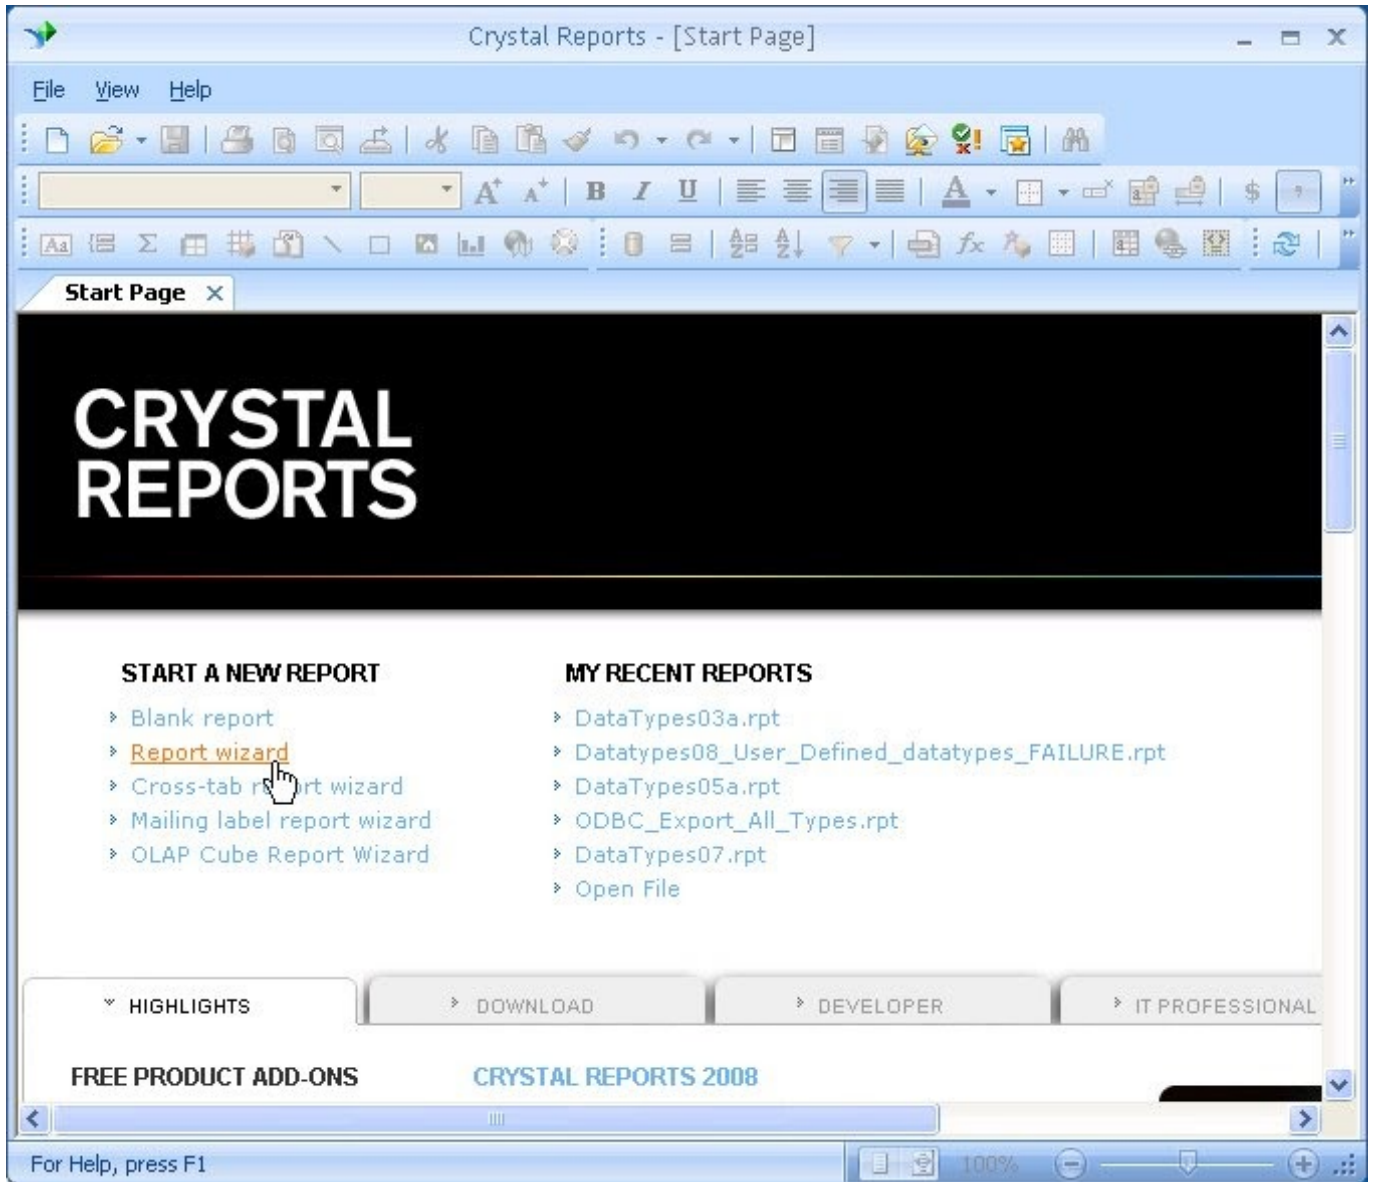 Crystal Reports - [Start Page]
File View Help
B I U $
Start Page
CRYSTAL
REPORTS
START A NEW REPORT
Blank report
Report wizard
Cross-tab report wizard
Mailing label report wizard
OLAP Cube Report Wizard
MY RECENT REPORTS
DataTypes03a.rpt
Datatypes08_User_Defined_datatypes_FAILURE.rpt
DataTypes05a.rpt
ODBC_Export_All_Types.rpt
DataTypes07.rpt
Open File
HIGHLIGHTS DOWNLOAD DEVELOPER IT PROFESSIONAL
FREE PRODUCT ADD-ONS
CRYSTAL REPORTS 2008
For Help, press F1 100%